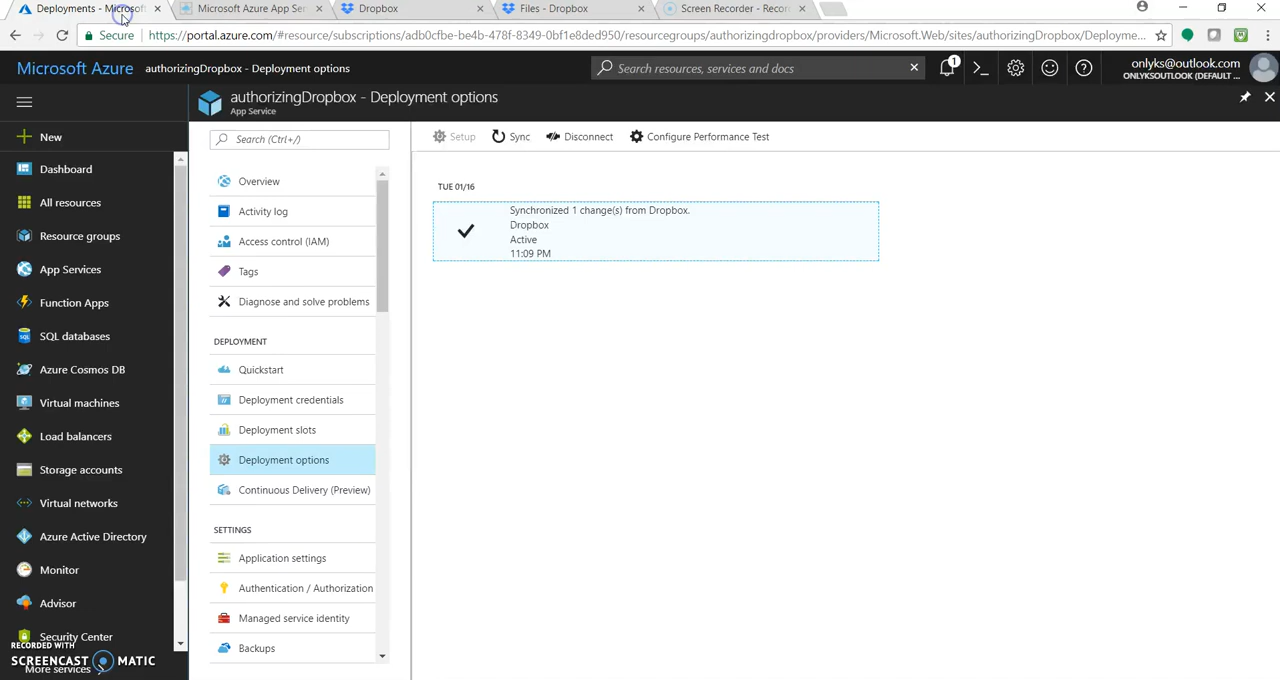 Deployments - Microsof
Microsoft Azure App Ser
Dropbox
Files - Dropbox
Screen Recorder - Recor
Secure
https://portal.azure.com/#resource/subscriptions/adb0cfbe-be4b-478f-8349-0bf1e8ded950/resourcegroups/authorizingdropbox/providers/Microsoft.Web/sites/authorizingDropbox/Deployme...
Microsoft Azure
authorizingDropbox - Deployment options
Search resources, services and docs
1
onlyks@outlook.com
ONLYKSOUTLOOK (DEFAULT ...
authorizingDropbox - Deployment options
App Service
New
Dashboard
All resources
Resource groups
App Services
Function Apps
SQL databases
Azure Cosmos DB
Virtual machines
Load balancers
Storage accounts
Virtual networks
Azure Active Directory
Monitor
Advisor
Security Center
More services
RECORDED WITH
SCREENCAST MATIC
Search (Ctrl+/)
Overview
Activity log
Access control (IAM)
Tags
Diagnose and solve problems
DEPLOYMENT
Quickstart
Deployment credentials
Deployment slots
Deployment options
Continuous Delivery (Preview)
SETTINGS
Application settings
Authentication / Authorization
Managed service identity
Backups
Setup
Sync
Disconnect
Configure Performance Test
TUE 01/16
Synchronized 1 change(s) from Dropbox.
Dropbox
Active
11:09 PM